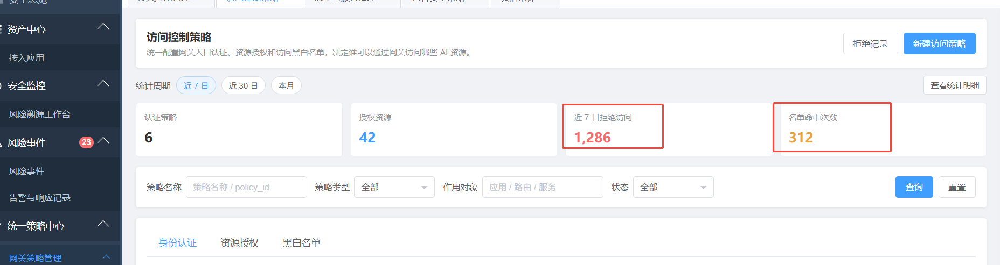 资产中心
接入应用
安全监控
风险溯源工作台
风险事件 23
风险事件
告警与响应记录
统一策略中心
网关策略管理
访问控制策略
统一配置网关入口认证、资源授权和访问黑白名单，决定谁可以通过网关访问哪些 AI 资源。
拒绝记录 新建访问策略
统计周期 近 7 日 近 30 日 本月 查看统计明细
认证策略
6
授权资源
42
近 7 日拒绝访问
1,286
名单命中次数
312
策略名称 策略名称 / policy_id 策略类型 全部 作用对象 应用 / 路由 / 服务 状态 全部 查询 重置
身份认证 资源授权 黑白名单